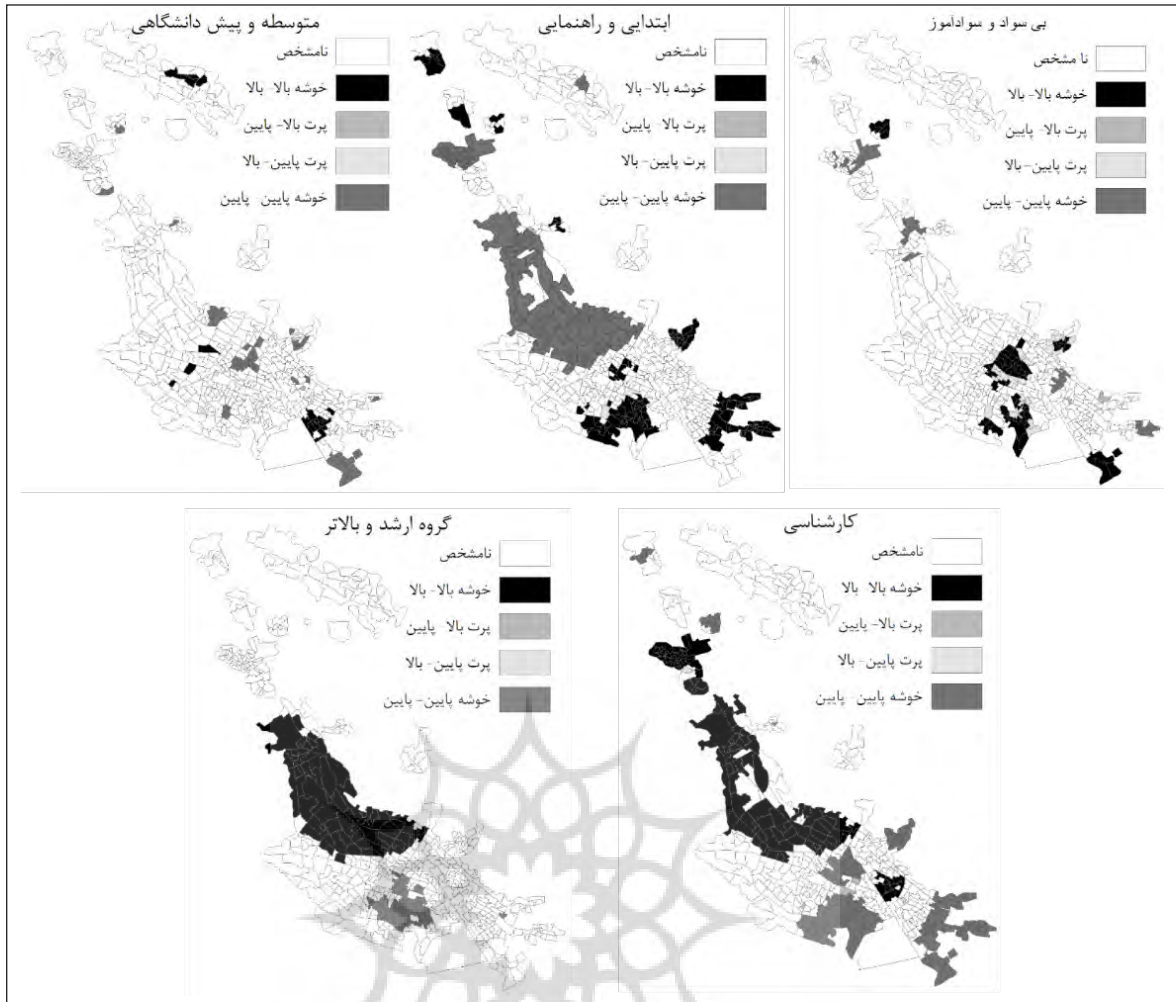 بی سواد و سوادآموز
نا مشخص
خوشه بالا- بالا
پرت بالا- پایین
پرت پایین- بالا
خوشه پایین- پایین
ابتدایی و راهنمایی
نامشخص
خوشه بالا- بالا
پرت بالا- پایین
پرت پایین- بالا
خوشه پایین- پایین
متوسطه و پیش دانشگاهی
نامشخص
خوشه بالا- بالا
پرت بالا- پایین
پرت پایین- بالا
خوشه پایین- پایین
کارشناسی
نامشخص
خوشه بالا- بالا
پرت بالا- پایین
پرت پایین- بالا
خوشه پایین- پایین
گروه ارشد و بالاتر
نامشخص
خوشه بالا- بالا
پرت بالا- پایین
پرت پایین- بالا
خوشه پایین- پایین